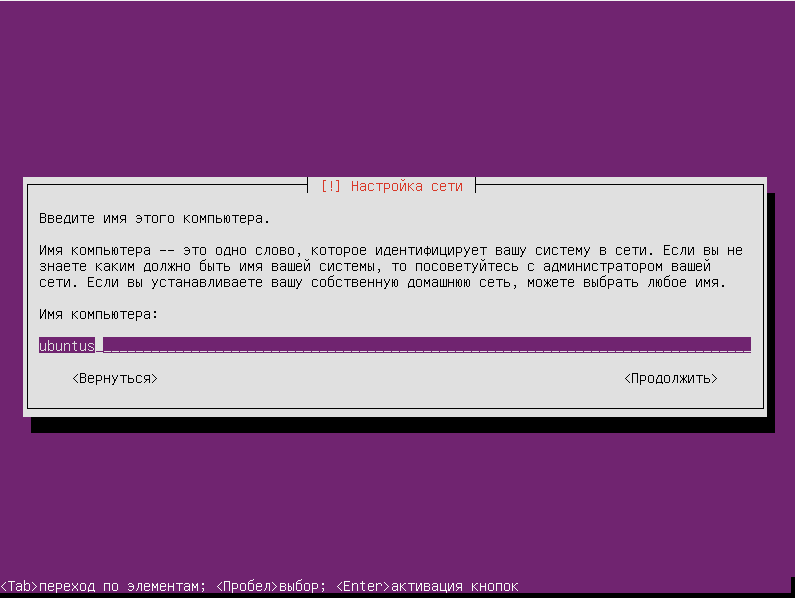 [!] Настройка сети
Введите имя этого компьютера.
Имя компьютера -- это одно слово, которое идентифицирует вашу систему в сети. Если вы не
знаете каким должно быть имя вашей системы, то посоветуйтесь с администратором вашей
сети. Если вы устанавливаете вашу собственную домашнюю сеть, можете выбрать любое имя.
Имя компьютера:
ubuntus
<Вернуться> <Продолжить>
<Tab>переход по элементам; <Пробел>выбор; <Enter>активация кнопок